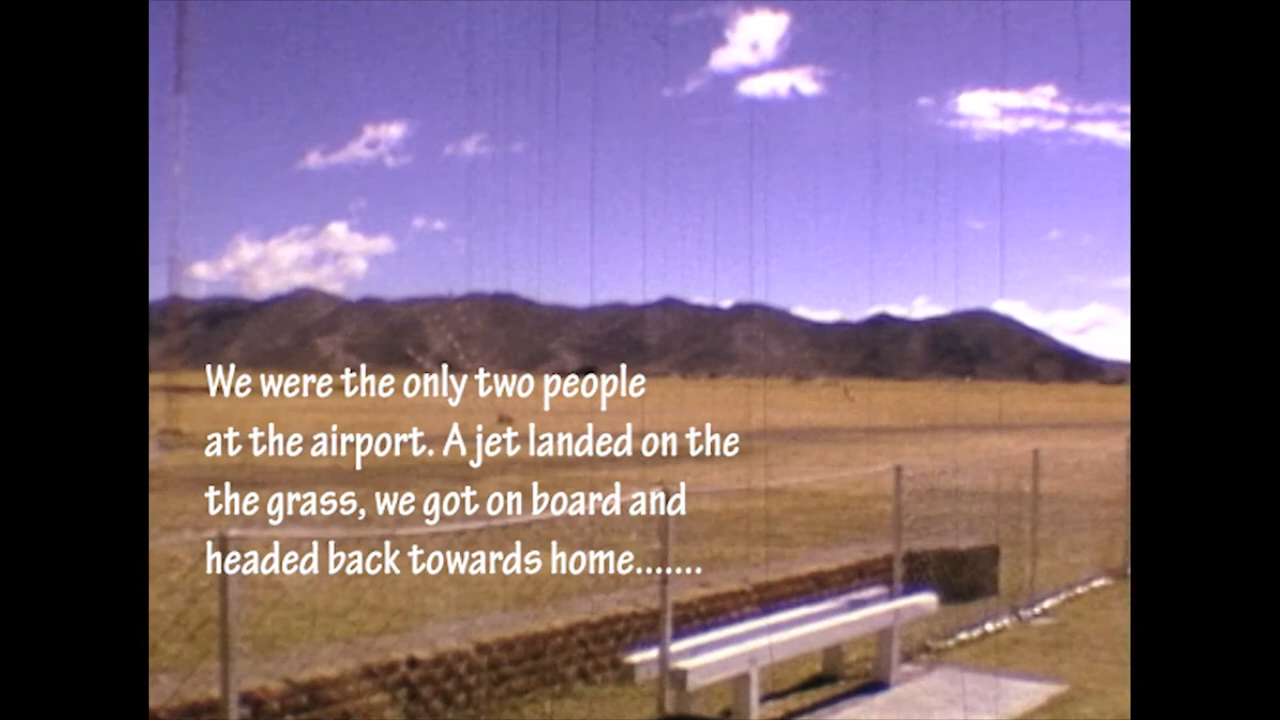 We were the only two people
at the airport. A jet landed on the
the grass, we got on board and
headed back towards home.......